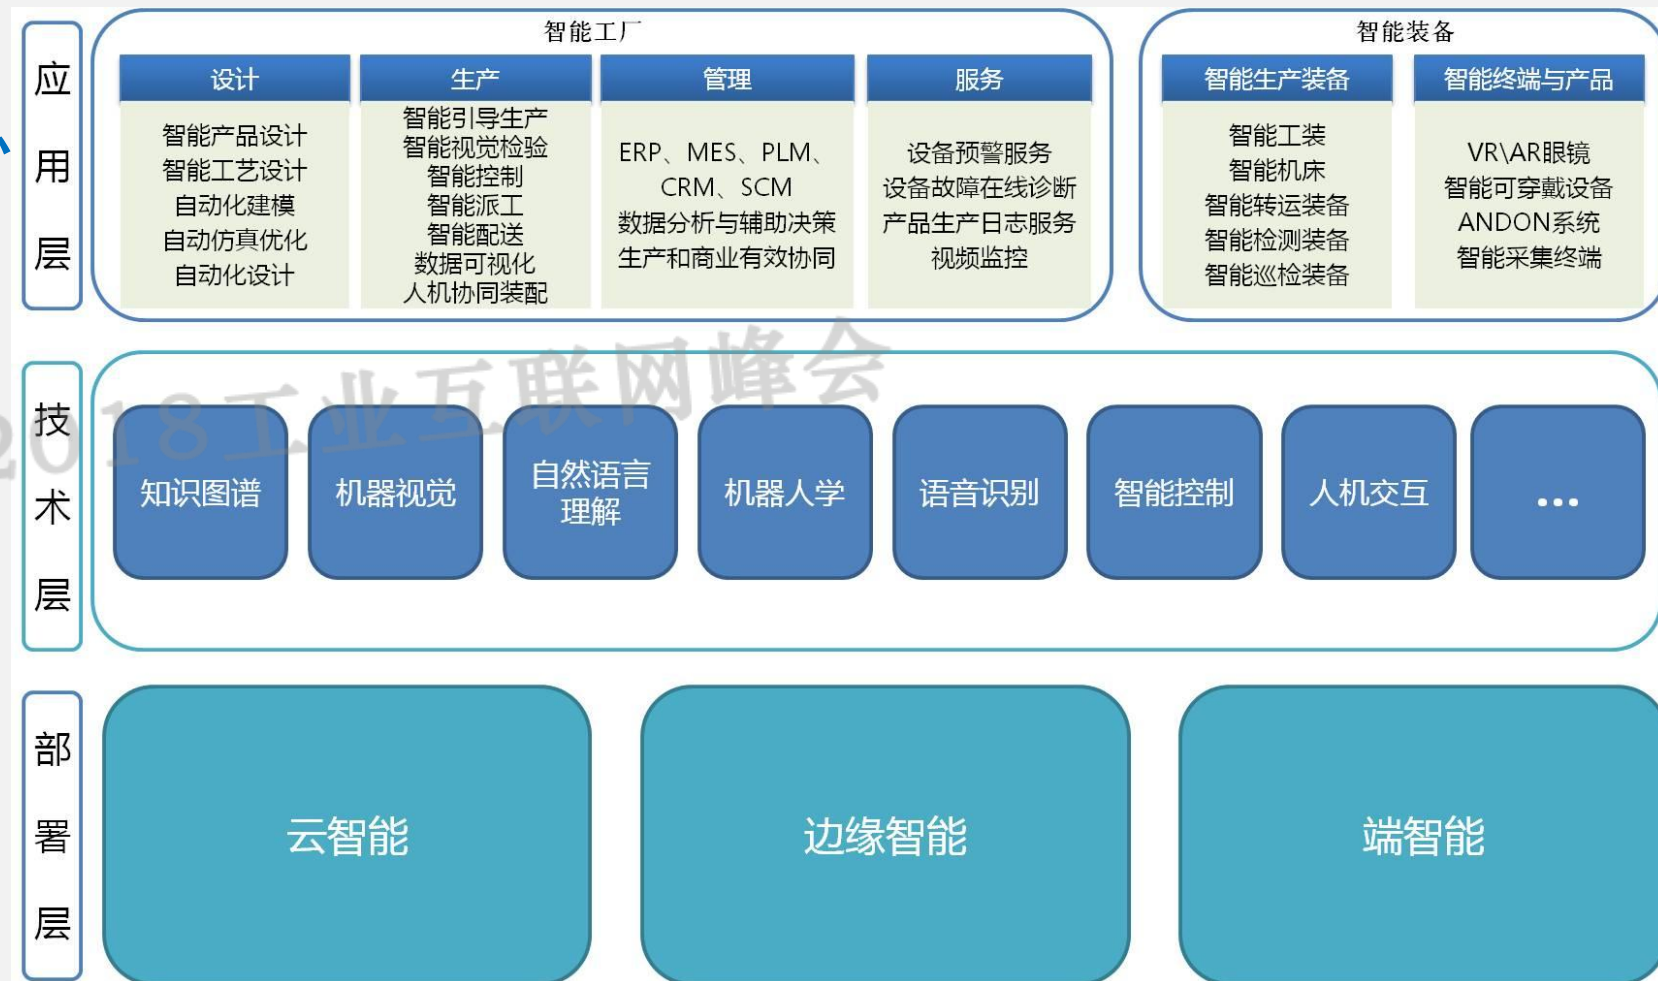 应用层
智能工厂
设计
智能产品设计
智能工艺设计
自动化建模
自动仿真优化
自动化设计
生产
智能引导生产
智能视觉检验
智能控制
智能派工
智能配送
数据可视化
人机协同装配
管理
ERP、MES、PLM、
CRM、SCM
数据分析与辅助决策
生产和商业有效协同
服务
设备预警服务
设备故障在线诊断
产品生产日志服务
视频监控
智能装备
智能生产装备
智能工装
智能机床
智能转运装备
智能检测装备
智能巡检装备
智能终端与产品
VR\AR眼镜
智能可穿戴设备
ANDON系统
智能采集终端
2018工业互联网峰会
技术层
知识图谱
机器视觉
自然语言
理解
机器人学
语音识别
智能控制
人机交互
...
部署层
云智能
边缘智能
端智能